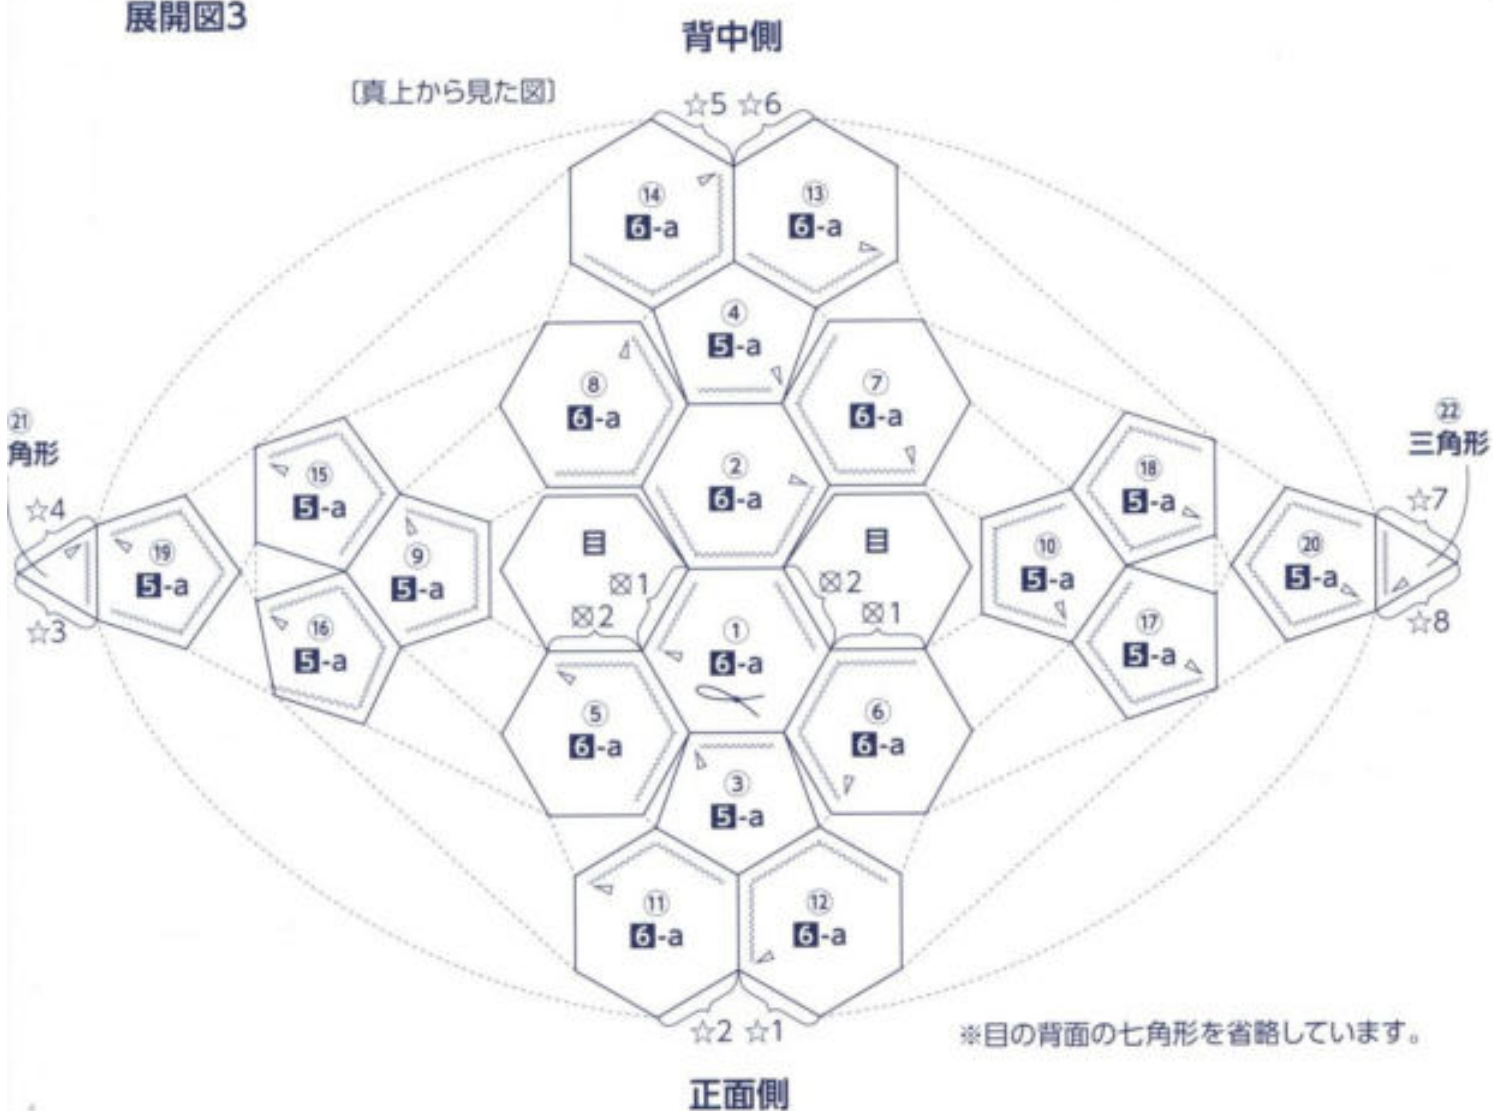 展開図3
背中側
〔真上から見た図〕
☆5 ☆6
⑭
6-a
⑬
6-a
④
5-a
⑧
6-a
⑦
6-a
㉑
角形
㉒
三角形
⑮
5-a
②
6-a
⑱
5-a
☆4
☆7
⑲
5-a
⑨
5-a
目
目
⑩
5-a
⑳
5-a
☒1
☒2
☒2
☒1
☆3
☆8
⑯
5-a
①
6-a
⑰
5-a
⑤
6-a
⑥
6-a
③
5-a
⑪
6-a
⑫
6-a
☆2 ☆1
※目の背面の七角形を省略しています。
正面側